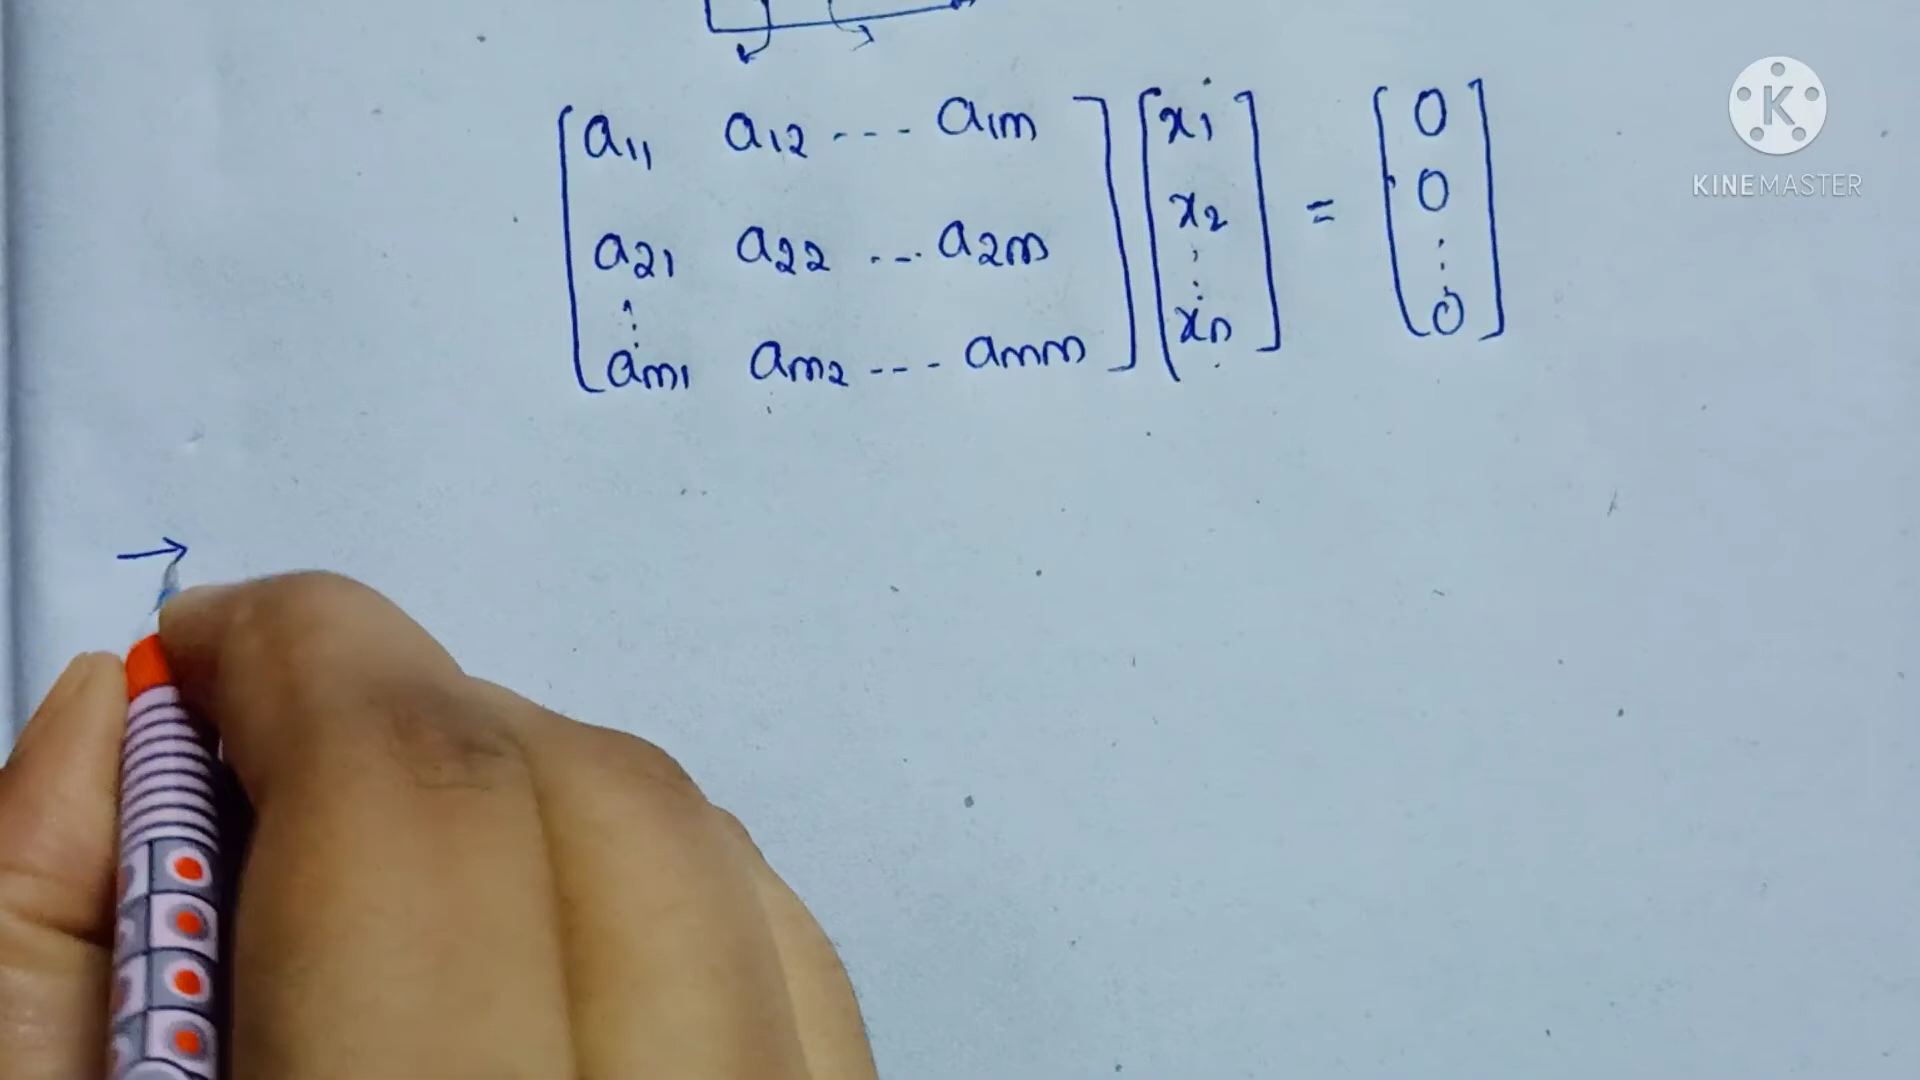 a11 a12 --- a1m x1 0
a21 a22 --- a2m x2 = 0
⋮ ⋮ ⋮
am1 am2 --- amm xn 0
→
K
KINEMASTER